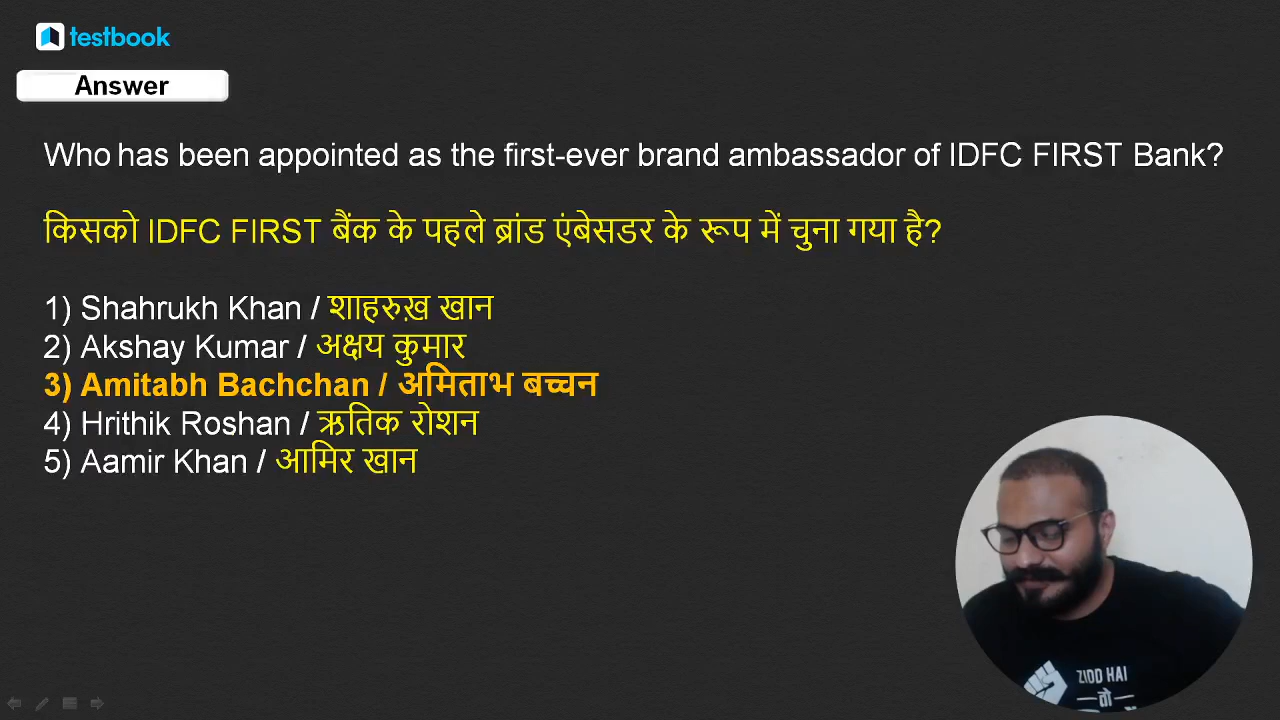 testbook
Answer
Who has been appointed as the first-ever brand ambassador of IDFC FIRST Bank?
किसको IDFC FIRST बैंक के पहले ब्रांड एंबेसडर के रूप में चुना गया है?
1) Shahrukh Khan / शाहरुख़ खान
2) Akshay Kumar / अक्षय कुमार
3) Amitabh Bachchan / अमिताभ बच्चन
4) Hrithik Roshan / ऋतिक रोशन
5) Aamir Khan / आमिर खान
ZIDD HAI
तो